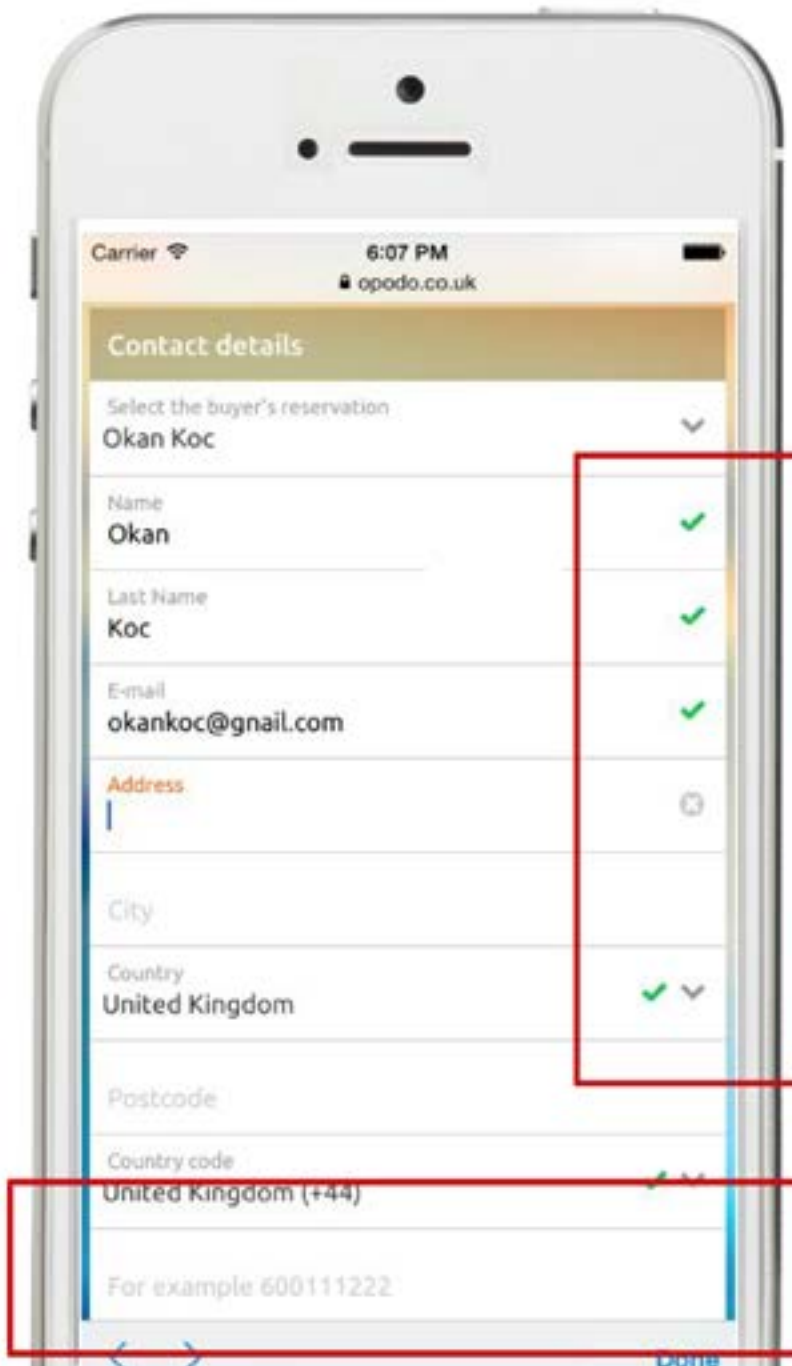 Carrier 6:07 PM
opodo.co.uk
Contact details
Select the buyer's reservation
Okan Koc
Name
Okan
Last Name
Koc
E-mail
okankoc@gnail.com
Address
City
Country
United Kingdom
Postcode
Country code
United Kingdom (+44)
For example 600111222
Done